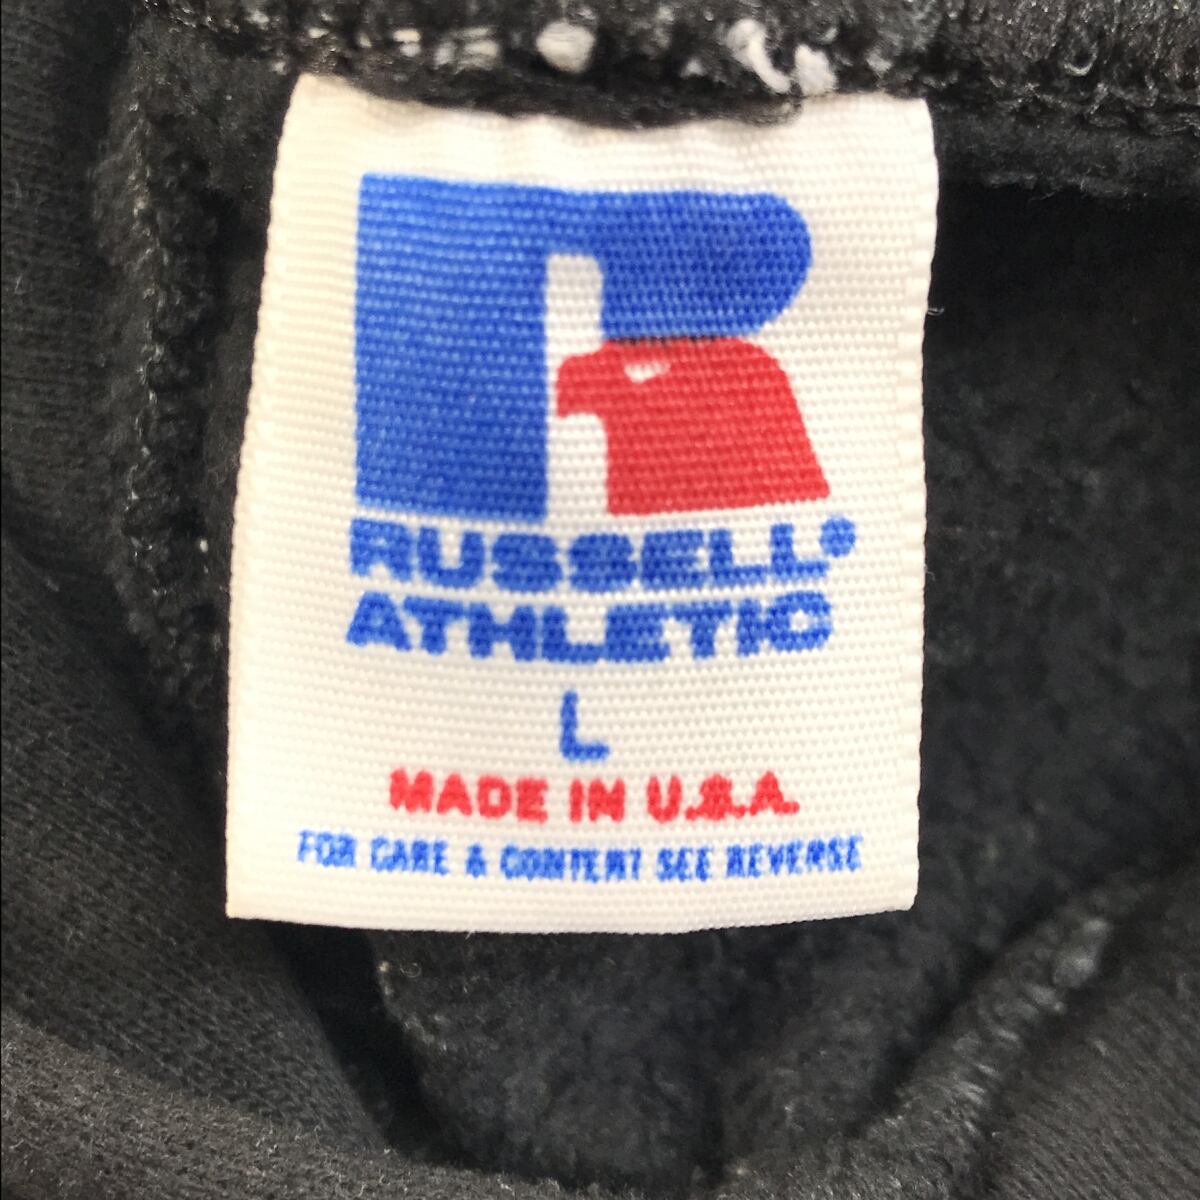 R
RUSSELL®
ATHLETIC
L
MADE IN U.S.A.
FOR CARE & CONTENT SEE REVERSE